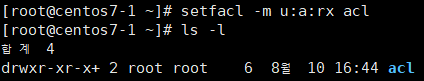 [root@centos7-1 ~]# setfacl -m u:a:rx acl
[root@centos7-1 ~]# ls -l
합계 4
drwxr-xr-x+ 2 root root 6 8월 10 16:44 acl